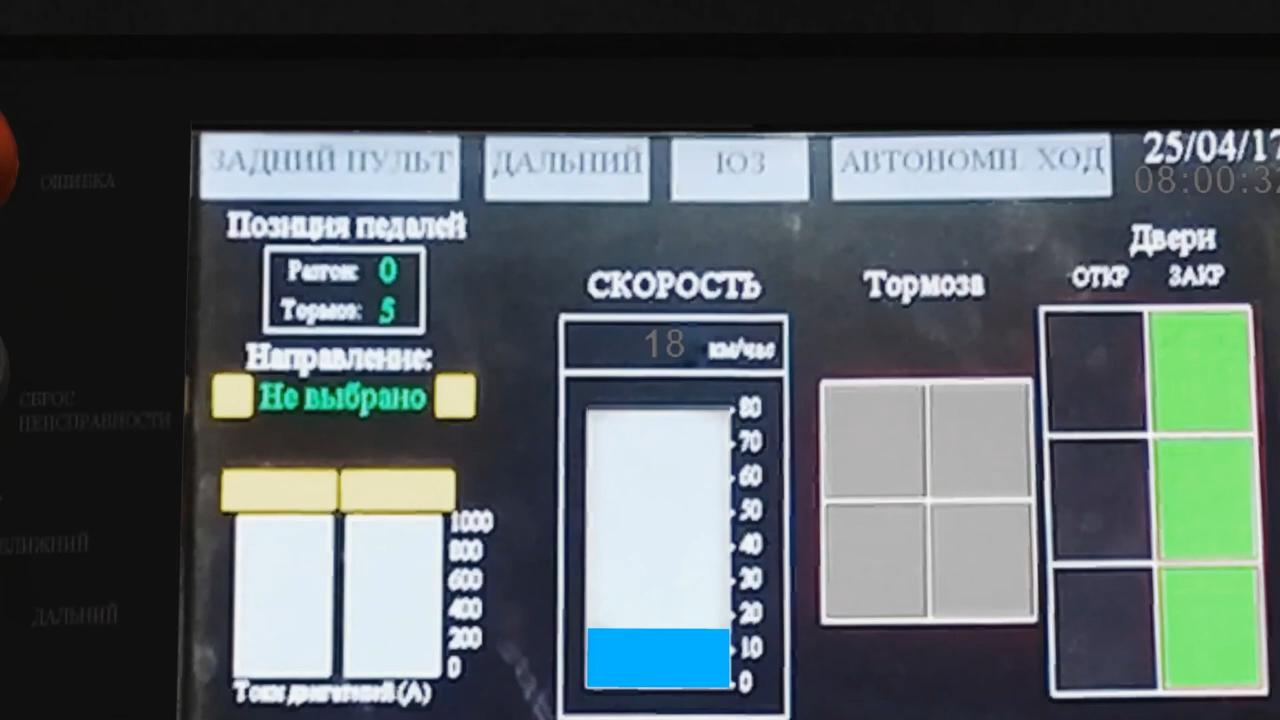 ЗАДНИЙ ПУЛЬТ
ДАЛЬНИЙ
ЮЗ
АВТОНОМН. ХОД
25/04/17
08:00:32
ОШИБКА
Позиция педалей
Разгон: 0
Тормоз: 5
Направление:
Не выбрано
СБРОС
НЕИСПРАВНОСТИ
БЛИЖНИЙ
ДАЛЬНИЙ
1000
800
600
400
200
0
Токи двигателей (А)
СКОРОСТЬ
18 км/час
80
70
60
50
40
30
20
10
0
Тормоза
Двери
ОТКР ЗАКР